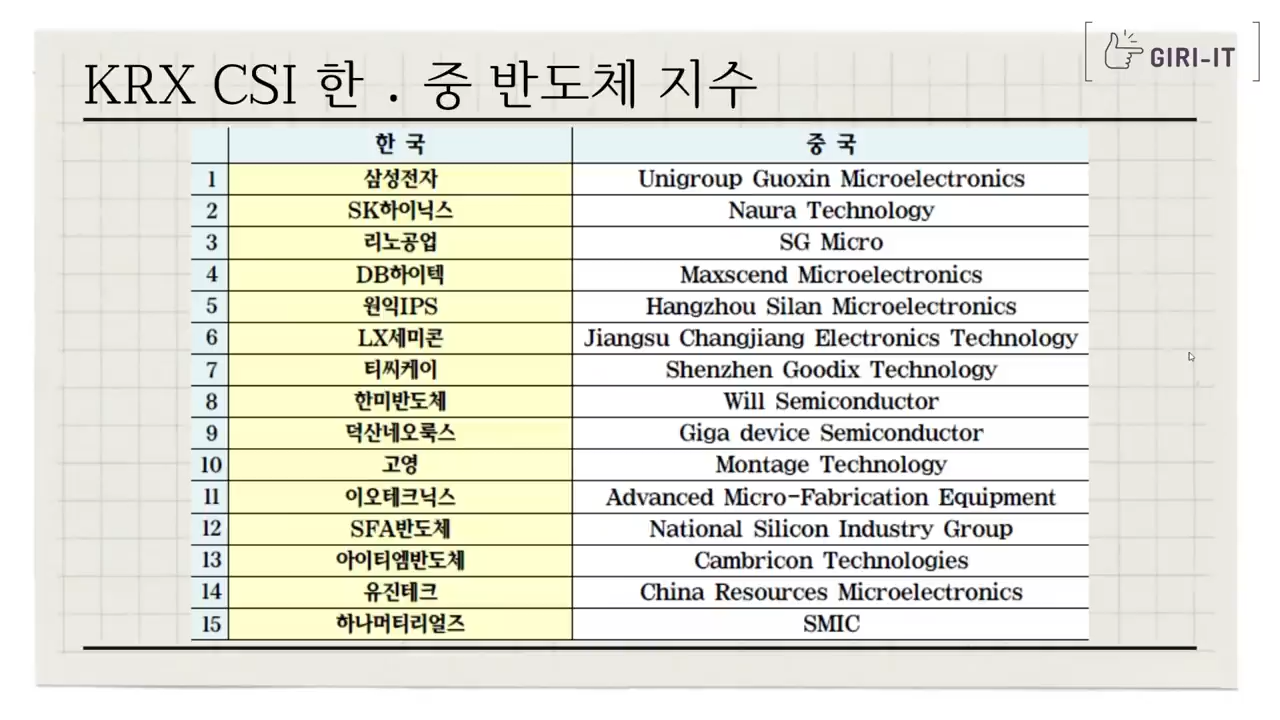 GIRI-IT
KRX CSI 한 . 중 반도체 지수
한 국 중 국
1 삼성전자 Unigroup Guoxin Microelectronics
2 SK하이닉스 Naura Technology
3 리노공업 SG Micro
4 DB하이텍 Maxscend Microelectronics
5 원익IPS Hangzhou Silan Microelectronics
6 LX세미콘 Jiangsu Changjiang Electronics Technology
7 티씨케이 Shenzhen Goodix Technology
8 한미반도체 Will Semiconductor
9 덕산네오룩스 Giga device Semiconductor
10 고영 Montage Technology
11 이오테크닉스 Advanced Micro-Fabrication Equipment
12 SFA반도체 National Silicon Industry Group
13 아이티엠반도체 Cambricon Technologies
14 유진테크 China Resources Microelectronics
15 하나머티리얼즈 SMIC